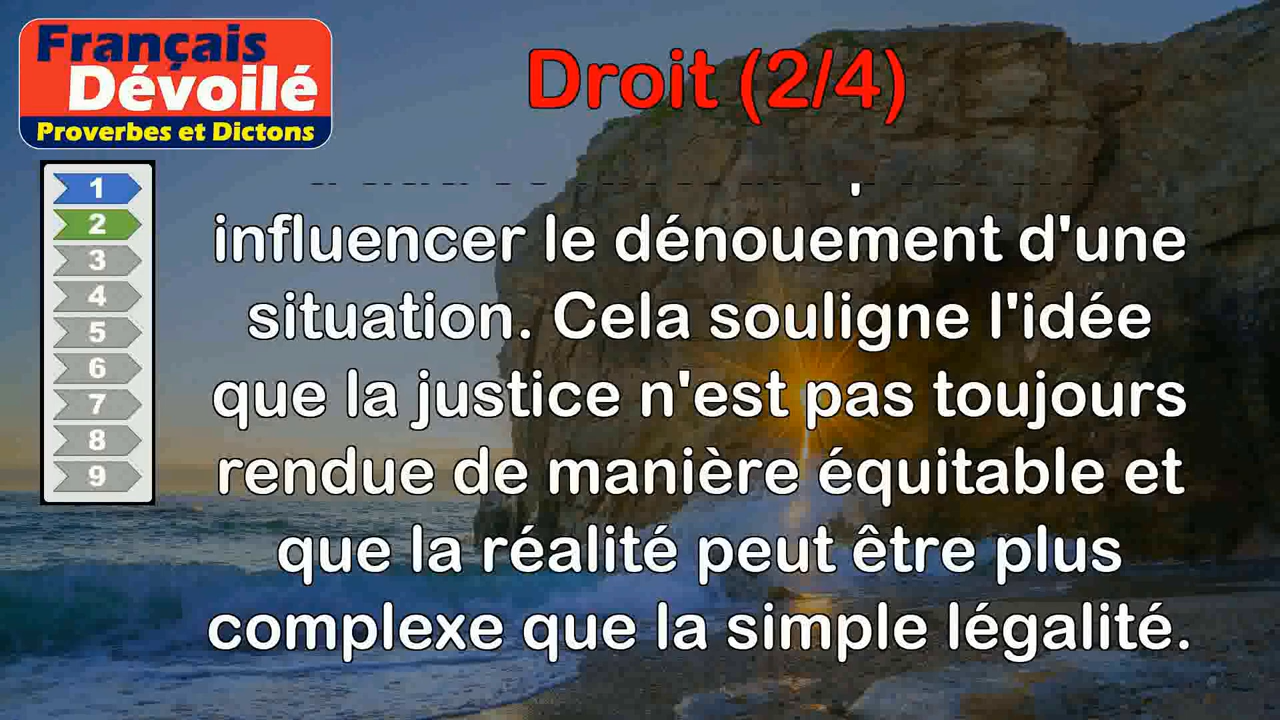 Français
Dévoilé
Proverbes et Dictons
Droit (2/4)
1
2
3
4
5
6
7
8
9
influencer le dénouement d'une
situation. Cela souligne l'idée
que la justice n'est pas toujours
rendue de manière équitable et
que la réalité peut être plus
complexe que la simple légalité.